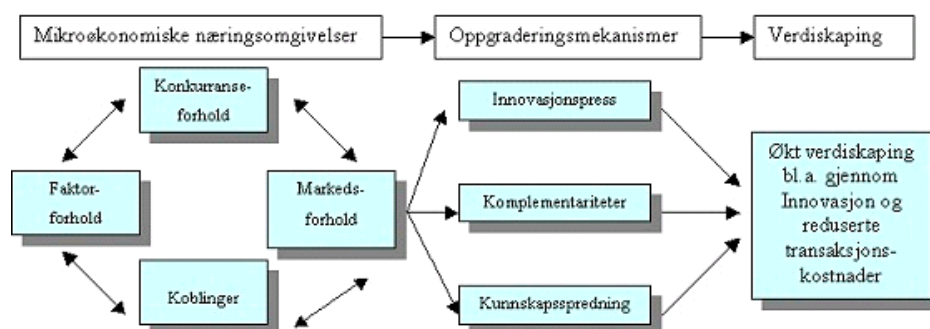 Mikroøkonomiske næringsomgivelser
Oppgraderingsmekanismer
Verdiskaping
Konkurranse-
forhold
Faktor-
forhold
Markeds-
forhold
Koblinger
Innovasjonspress
Komplementariteter
Kunnskapsspredning
Økt verdiskaping
bl.a. gjennom
Innovasjon og
reduserte
transaksjons-
kostnader